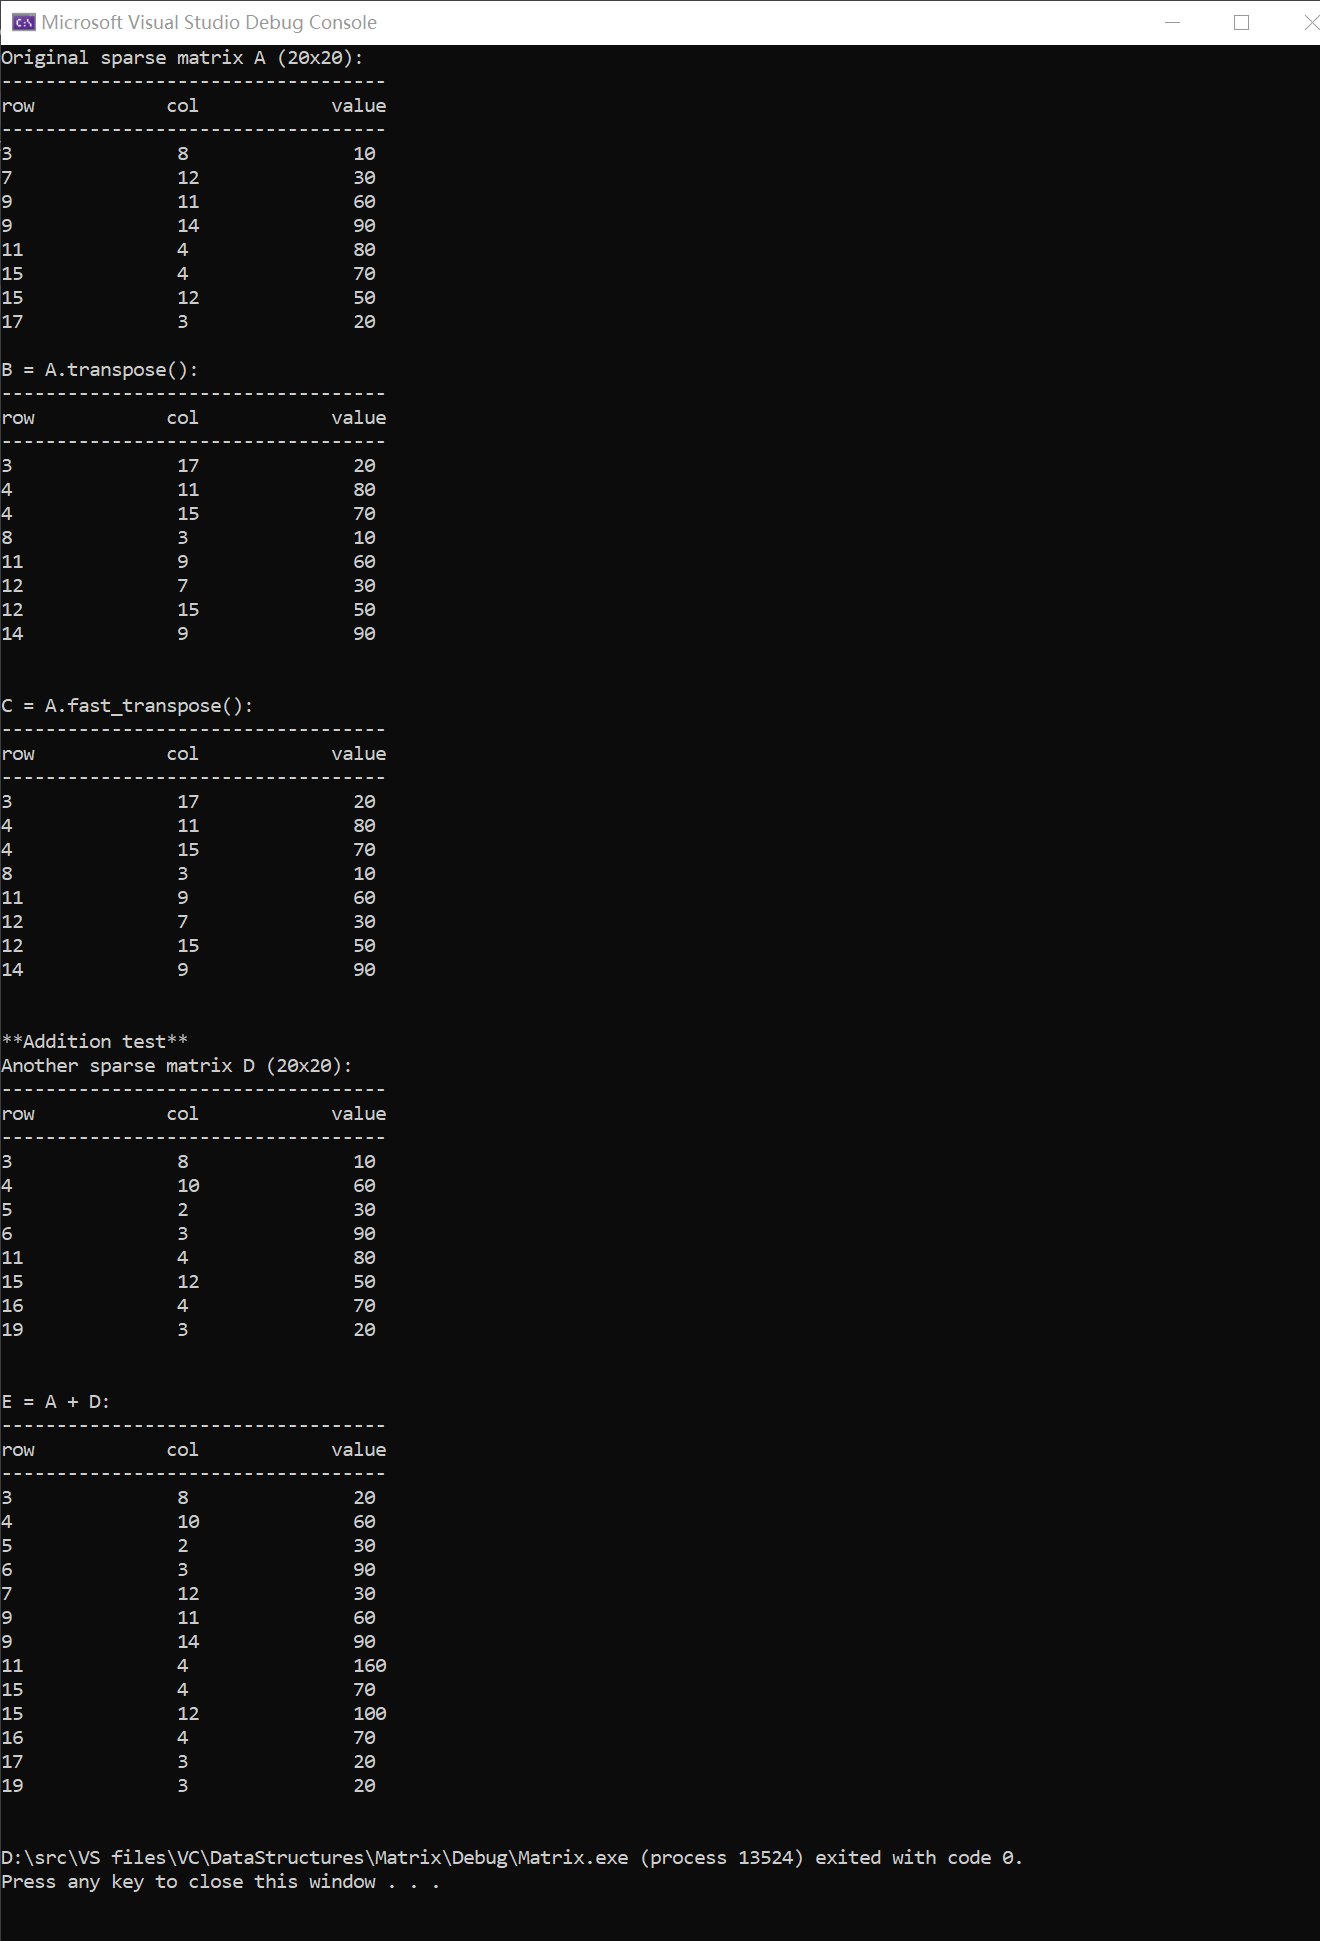 Microsoft Visual Studio Debug Console
Original sparse matrix A (20x20):
-----------------------------------
row            col            value
-----------------------------------
3               8               10
7               12              30
9               11              60
9               14              90
11              4               80
15              4               70
15              12              50
17              3               20
B = A.transpose():
-----------------------------------
row            col            value
-----------------------------------
3               17              20
4               11              80
4               15              70
8               3               10
11              9               60
12              7               30
12              15              50
14              9               90
C = A.fast_transpose():
-----------------------------------
row            col            value
-----------------------------------
3               17              20
4               11              80
4               15              70
8               3               10
11              9               60
12              7               30
12              15              50
14              9               90
**Addition test**
Another sparse matrix D (20x20):
-----------------------------------
row            col            value
-----------------------------------
3               8               10
4               10              60
5               2               30
6               3               90
11              4               80
15              12              50
16              4               70
19              3               20
E = A + D:
-----------------------------------
row            col            value
-----------------------------------
3               8               20
4               10              60
5               2               30
6               3               90
7               12              30
9               11              60
9               14              90
11              4               160
15              4               70
15              12              100
16              4               70
17              3               20
19              3               20
D:\src\VS files\VC\DataStructures\Matrix\Debug\Matrix.exe (process 13524) exited with code 0.
Press any key to close this window . . .